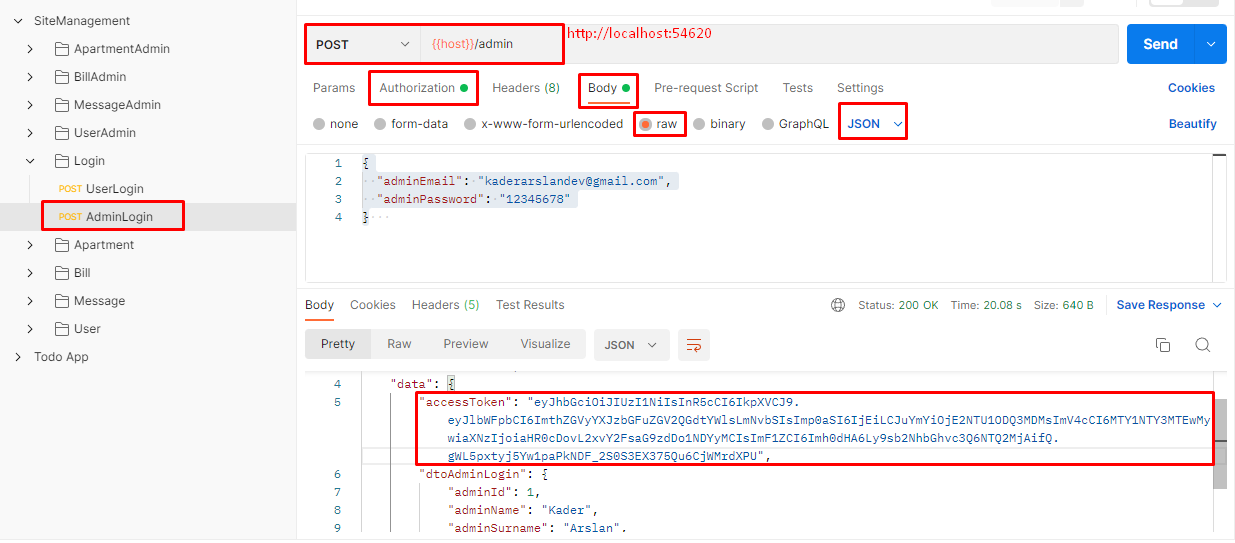 SiteManagement
ApartmentAdmin
BillAdmin
MessageAdmin
UserAdmin
Login
POST UserLogin
POST AdminLogin
Apartment
Bill
Message
User
Todo App
POST {{host}}/admin http://localhost:54620 Send
Params Authorization Headers (8) Body Pre-request Script Tests Settings Cookies
none form-data x-www-form-urlencoded raw binary GraphQL JSON Beautify
1 {
2 "adminEmail": "kaderarslandev@gmail.com",
3 "adminPassword": "12345678"
4 }
Body Cookies Headers (5) Test Results Status: 200 OK Time: 20.08 s Size: 640 B Save Response
Pretty Raw Preview Visualize JSON
4 "data": {
5 "accessToken": "eyJhbGciOiJIUzI1NiIsInR5cCI6IkpXVCJ9.
eyJlbWFpbCI6ImthZGVyYXJzbGFuZGV2QGdtYWlsLmNvbSIsImp0aSI6IjEiLCJuYmYiOjE2NTU1ODQ3MDMsImV4cCI6MTY1NTY3MTEwMy
wiaXNzIjoiaHR0cDovL2xvY2FsaG9zdDo1NDYyMCIsImF1ZCI6Imh0dHA6Ly9sb2NhbGhvc3Q6NTQ2MjAifQ.
gWL5pxtyj5Yw1paPkNDF_2S0S3EX375Qu6CjWMrdXPU",
6 "dtoAdminLogin": {
7 "adminId": 1,
8 "adminName": "Kader",
9 "adminSurname": "Arslan",